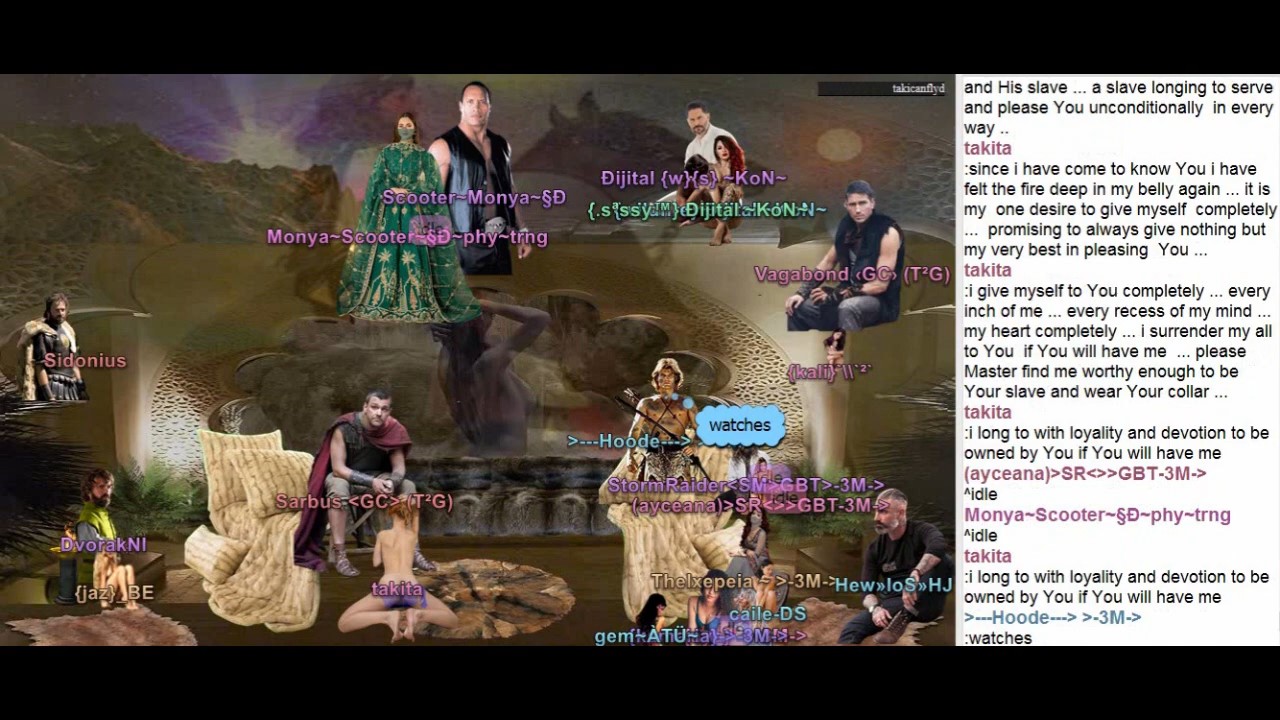 takicanflyd
Scooter~Monya~§Ð
Monya~Scooter~§Ð~phy~trng
Ðijital {w}{s} ~KoN~
Vagabond ‹GC› (T²G)
{kali}
Sidonius
watches
>---Hoode--->
Sarbus <GC> (T²G)
StormRaider<SM>GBT>-3M->
(ayceana)>SR<>>GBT-3M->
DvorakNI
{jaz}_BE
takita
Thelxepeia ~ >-3M->
Hew»loS»HJ
caile-DS
and His slave ... a slave longing to serve
and please You unconditionally in every
way ..
takita
:since i have come to know You i have
felt the fire deep in my belly again ... it is
my one desire to give myself completely
... promising to always give nothing but
my very best in pleasing You ...
takita
:i give myself to You completely ... every
inch of me ... every recess of my mind ...
my heart completely ... i surrender my all
to You if You will have me ... please
Master find me worthy enough to be
Your slave and wear Your collar ...
takita
:i long to with loyality and devotion to be
owned by You if You will have me
(ayceana)>SR<>>GBT-3M->
^idle
Monya~Scooter~§Ð~phy~trng
^idle
takita
:i long to with loyality and devotion to be
owned by You if You will have me
>---Hoode---> >-3M->
:watches